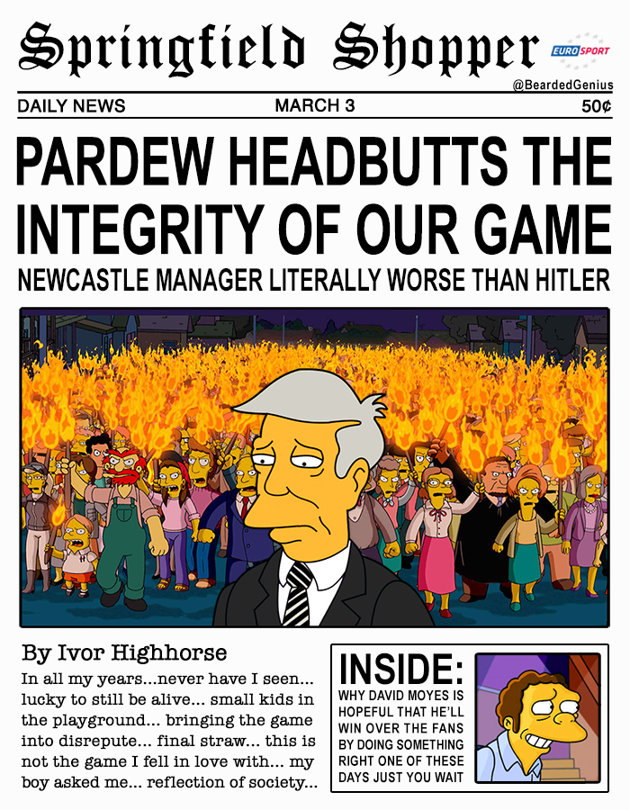 Springfield Shopper EUROSPORT
@BeardedGenius
DAILY NEWS MARCH 3 50¢
PARDEW HEADBUTTS THE
INTEGRITY OF OUR GAME
NEWCASTLE MANAGER LITERALLY WORSE THAN HITLER
By Ivor Highhorse
In all my years...never have I seen...
lucky to still be alive... small kids in
the playground... bringing the game
into disrepute... final straw... this is
not the game I fell in love with... my
boy asked me... reflection of society...
INSIDE:
WHY DAVID MOYES IS
HOPEFUL THAT HE'LL
WIN OVER THE FANS
BY DOING SOMETHING
RIGHT ONE OF THESE
DAYS JUST YOU WAIT